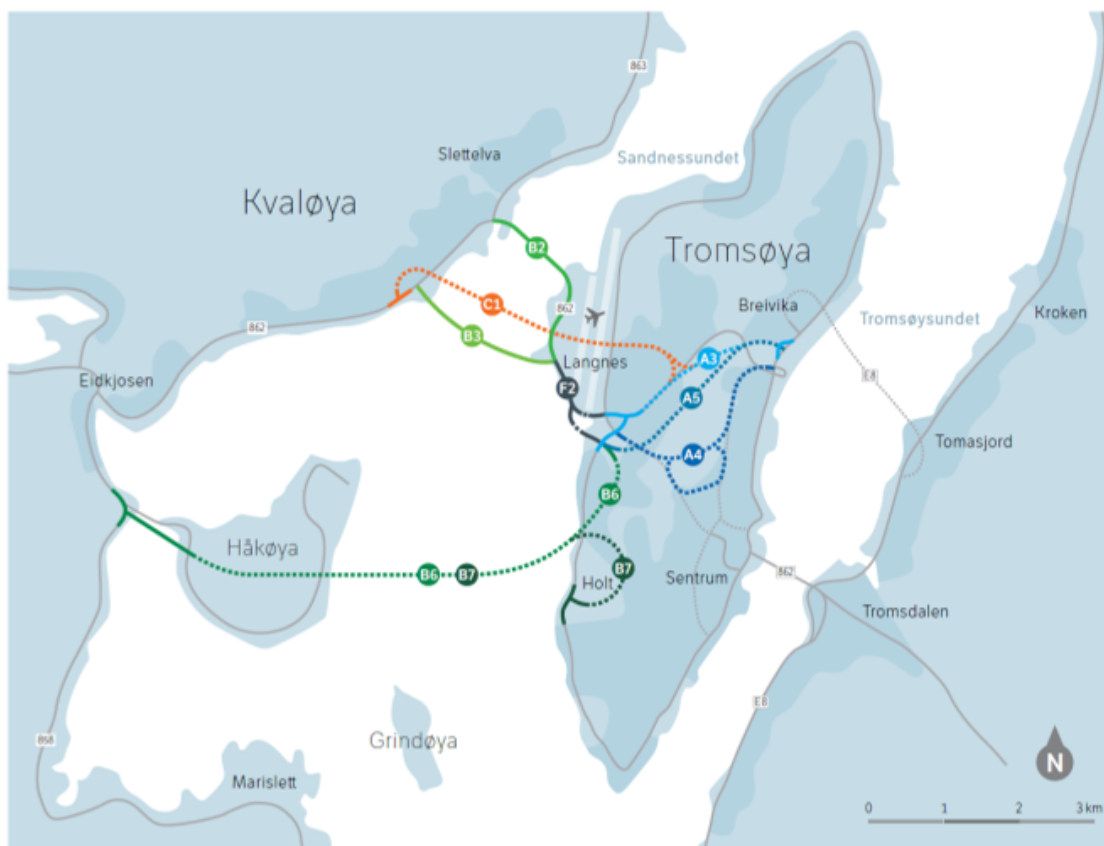 863
Slettelva
Sandnessundet
Kvaløya
B2
Tromsøya
C1
862
Breivika
Kroken
Tromsøysundet
862
B3
Langnes
A3
Eidkjosen
F2
E8
A5
Tomasjord
A4
B6
Håkøya
B6
B7
Holt
B7
Sentrum
862
Tromsdalen
E8
868
Grindøya
Marislett
N
0
1
2
3 km